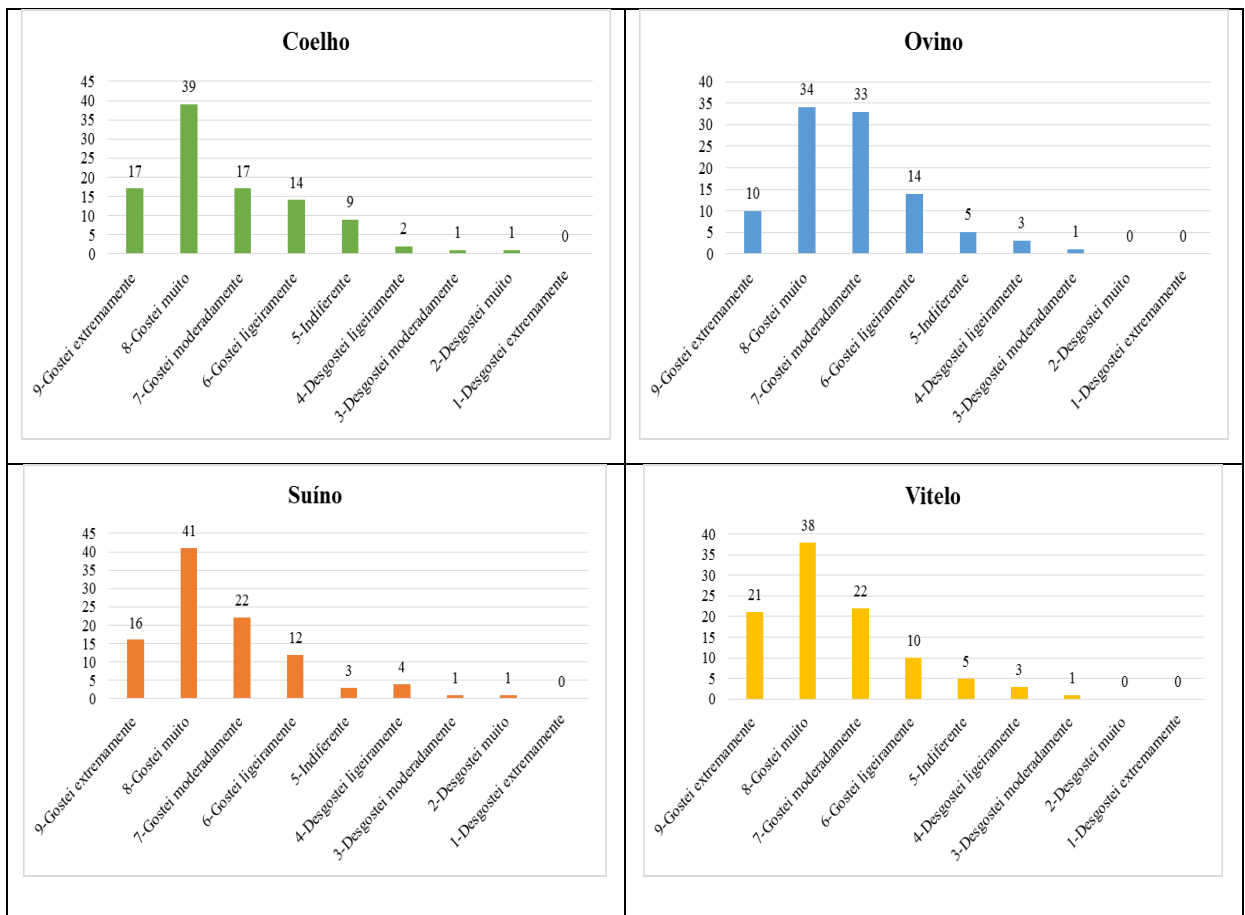 Coelho
45
40
35
30
25
20
15
10
5
0
17
39
17
14
9
2
1
1
0
9-Gostei extremamente
8-Gostei muito
7-Gostei moderadamente
6-Gostei ligeiramente
5-Indiferente
4-Desgostei ligeiramente
3-Desgostei moderadamente
2-Desgostei muito
1-Desgostei extremamente
Ovino
40
35
30
25
20
15
10
5
0
10
34
33
14
5
3
1
0
0
9-Gostei extremamente
8-Gostei muito
7-Gostei moderadamente
6-Gostei ligeiramente
5-Indiferente
4-Desgostei ligeiramente
3-Desgostei moderadamente
2-Desgostei muito
1-Desgostei extremamente
Suíno
45
40
35
30
25
20
15
10
5
0
16
41
22
12
3
4
1
1
0
9-Gostei extremamente
8-Gostei muito
7-Gostei moderadamente
6-Gostei ligeiramente
5-Indiferente
4-Desgostei ligeiramente
3-Desgostei moderadamente
2-Desgostei muito
1-Desgostei extremamente
Vitelo
40
35
30
25
20
15
10
5
0
21
38
22
10
5
3
1
0
0
9-Gostei extremamente
8-Gostei muito
7-Gostei moderadamente
6-Gostei ligeiramente
5-Indiferente
4-Desgostei ligeiramente
3-Desgostei moderadamente
2-Desgostei muito
1-Desgostei extremamente